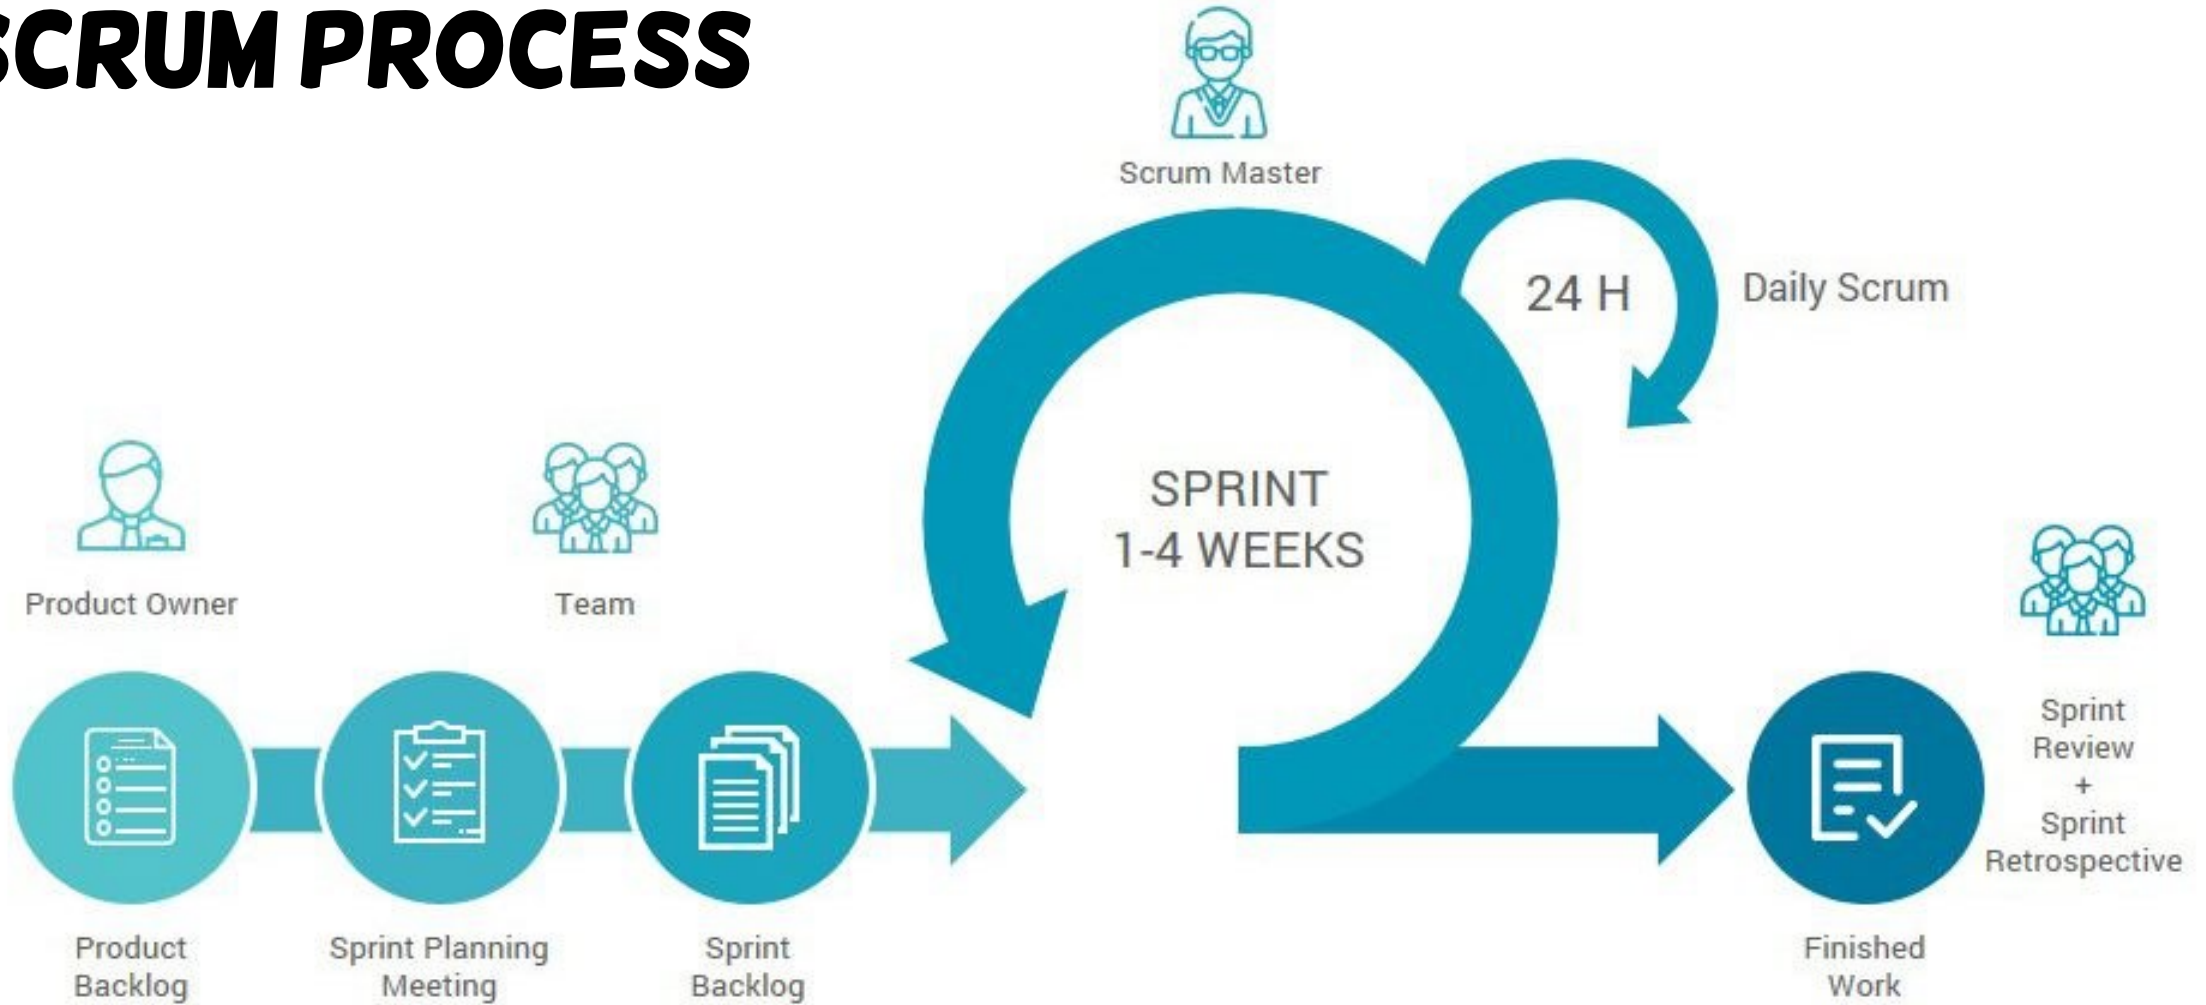 SCRUM PROCESS
Scrum Master
24 H
Daily Scrum
SPRINT
1-4 WEEKS
Product Owner
Team
Product
Backlog
Sprint Planning
Meeting
Sprint
Backlog
Finished
Work
Sprint
Review
+
Sprint
Retrospective